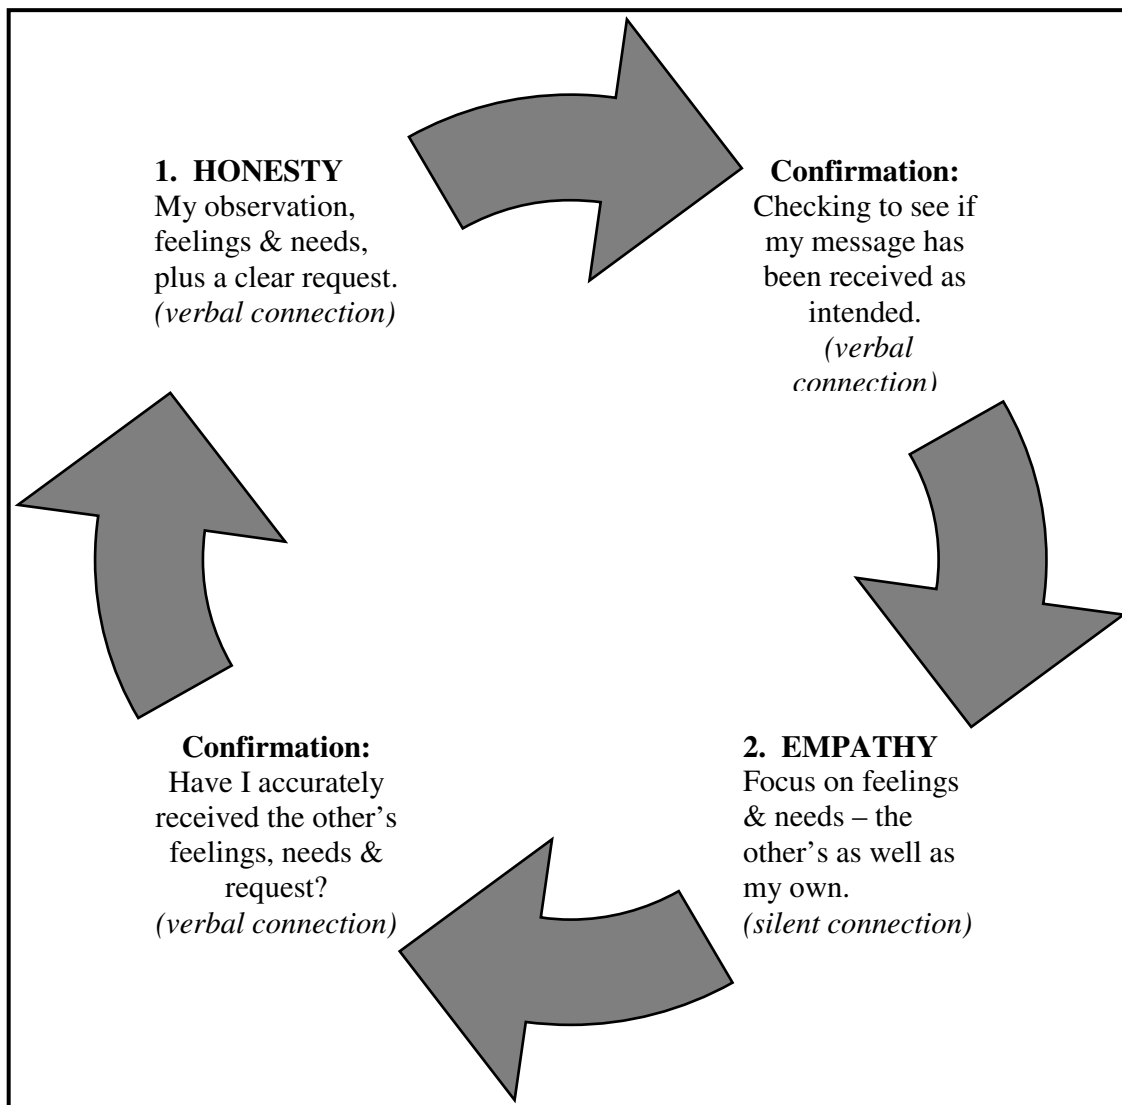 1. HONESTY
My observation,
feelings & needs,
plus a clear request.
(verbal connection)
Confirmation:
Checking to see if
my message has
been received as
intended.
(verbal
connection)
2. EMPATHY
Focus on feelings
& needs – the
other’s as well as
my own.
(silent connection)
Confirmation:
Have I accurately
received the other’s
feelings, needs &
request?
(verbal connection)